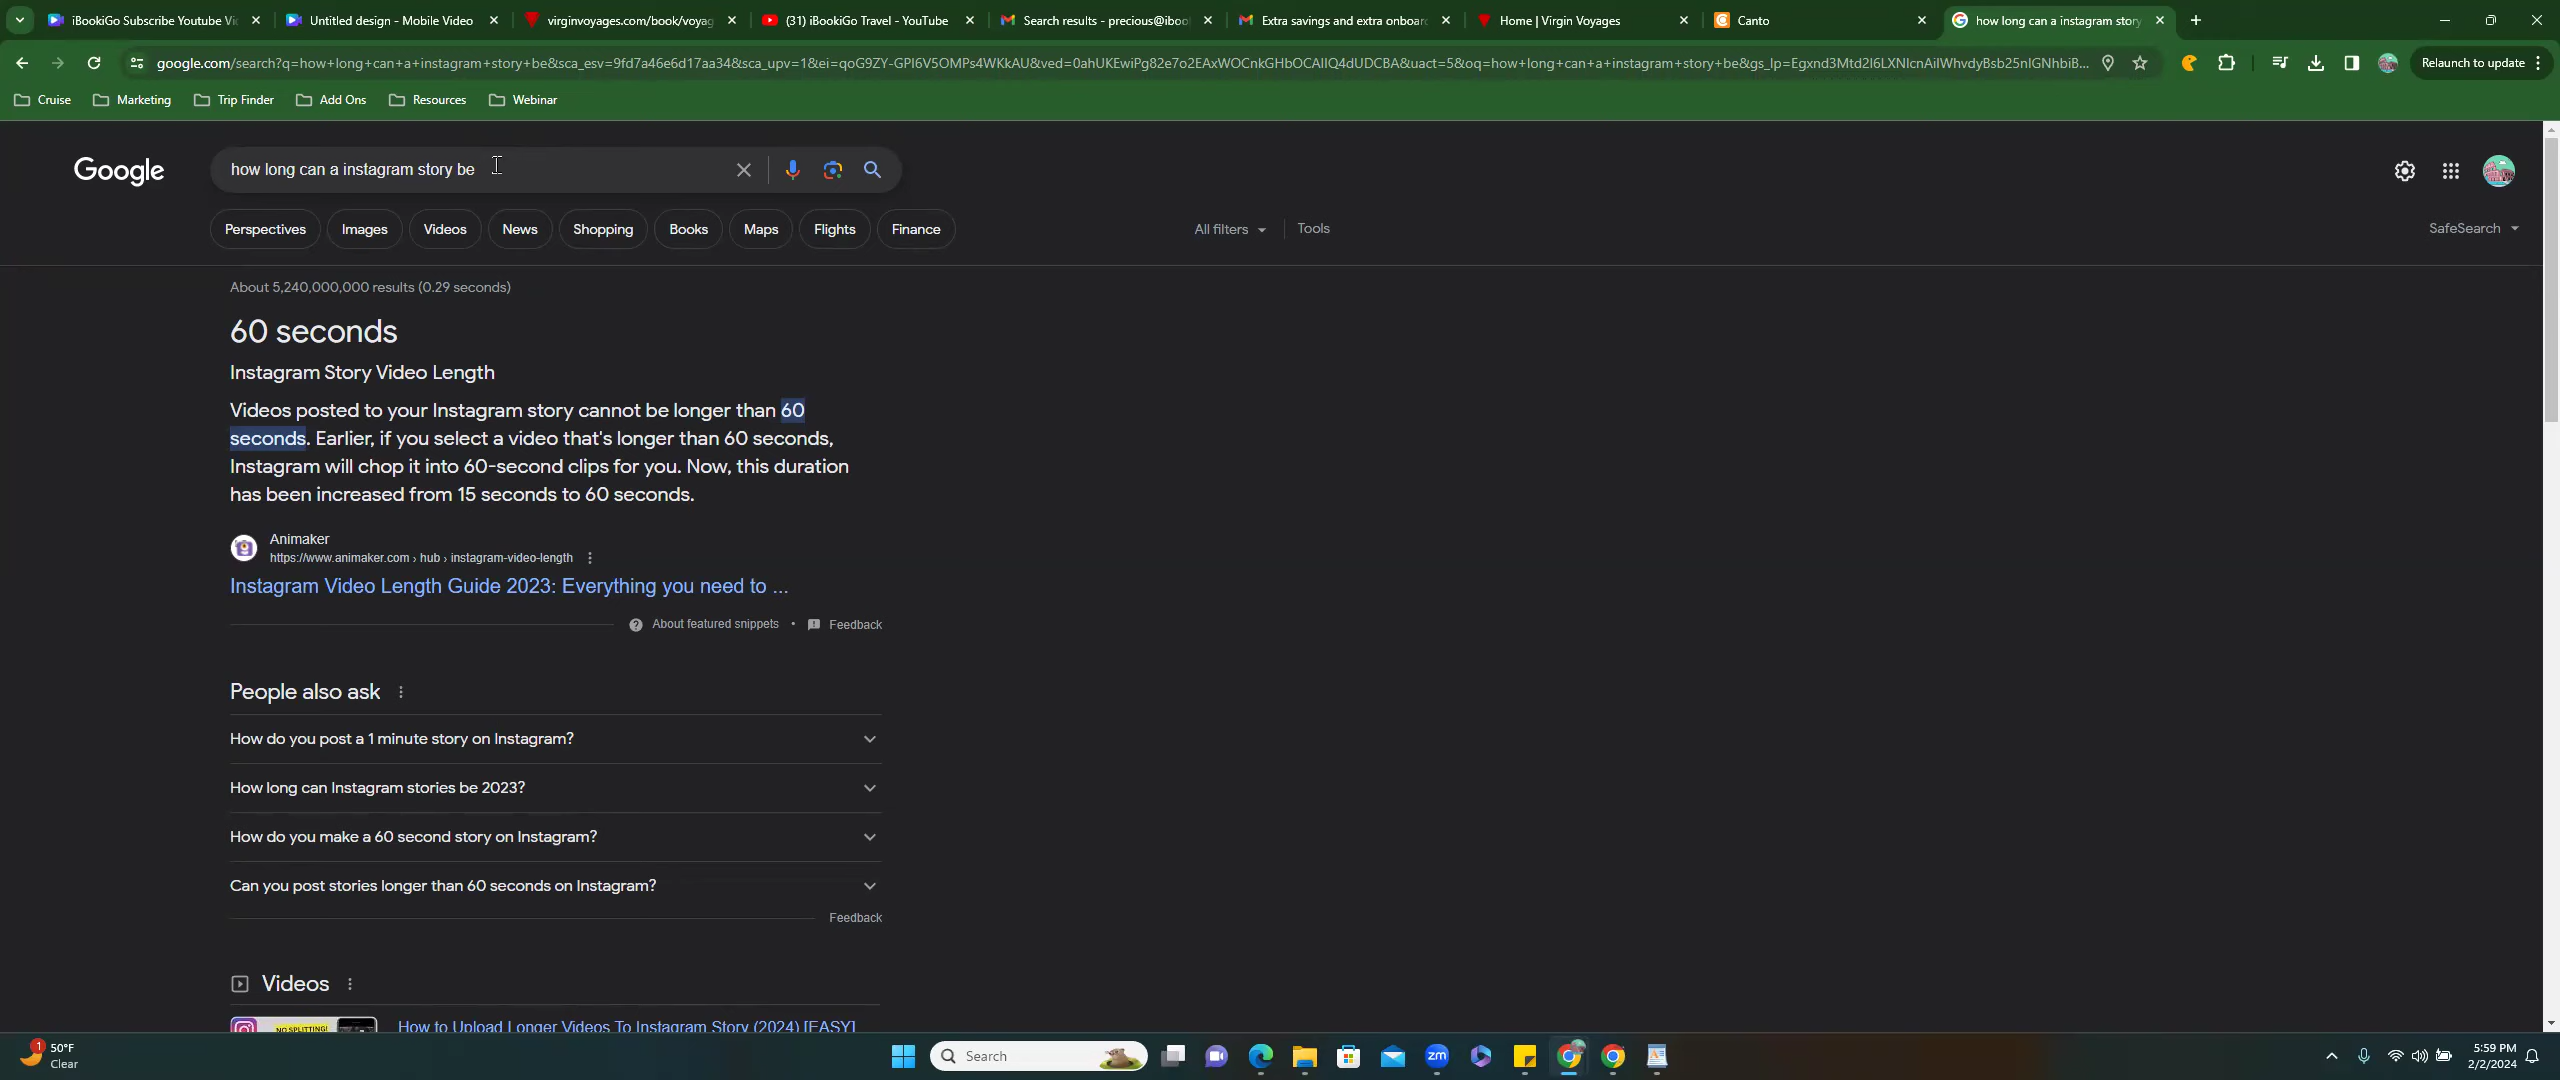 iBookiGo Subscribe Youtube Vi
Untitled design - Mobile Video
virginvoyages.com/book/voyag
(31) iBookiGo Travel - YouTube
Search results - precious@iboo
Extra savings and extra onboar
Home | Virgin Voyages
Canto
how long can a instagram story
Relaunch to update
Cruise
Marketing
Trip Finder
Add Ons
Resources
Webinar
Google
how long can a instagram story be
Perspectives
Images
Videos
News
Shopping
Books
Maps
Flights
Finance
All filters
Tools
SafeSearch
About 5,240,000,000 results (0.29 seconds)
60 seconds
Instagram Story Video Length
Videos posted to your Instagram story cannot be longer than 60
seconds. Earlier, if you select a video that's longer than 60 seconds,
Instagram will chop it into 60-second clips for you. Now, this duration
has been increased from 15 seconds to 60 seconds.
Animaker
https://www.animaker.com › hub › instagram-video-length
Instagram Video Length Guide 2023: Everything you need to ...
About featured snippets • Feedback
People also ask
How do you post a 1 minute story on Instagram?
How long can Instagram stories be 2023?
How do you make a 60 second story on Instagram?
Can you post stories longer than 60 seconds on Instagram?
Feedback
Videos
NO SPLITTING!
How to Upload Longer Videos To Instagram Story (2024) [EASY]
1
50°F
Clear
Search
zm
5:59 PM
2/2/2024